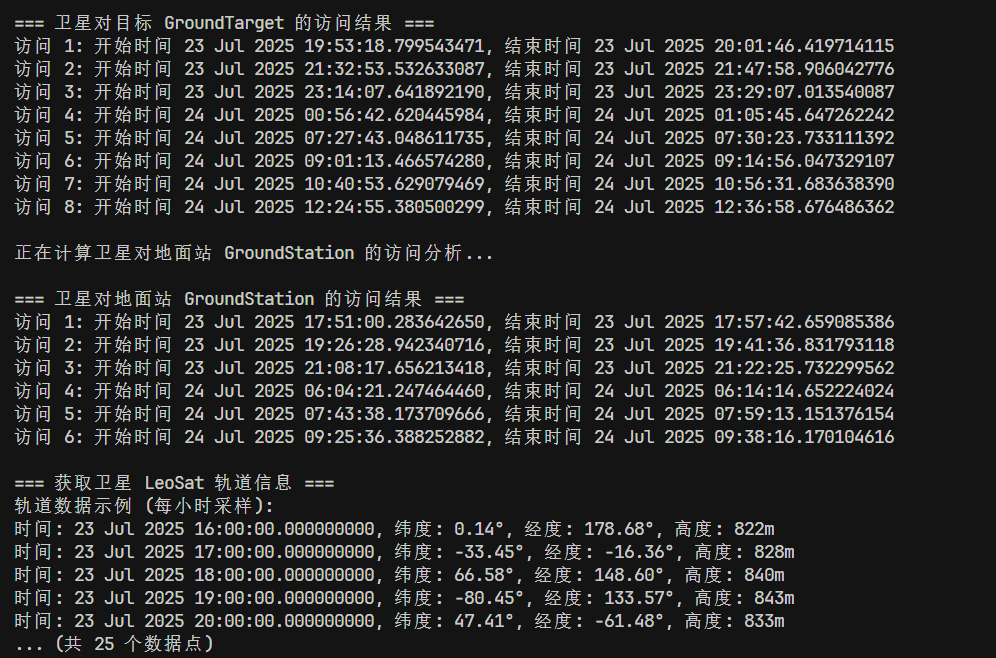 === 卫星对目标 GroundTarget 的访问结果 ===
访问 1: 开始时间 23 Jul 2025 19:53:18.799543471, 结束时间 23 Jul 2025 20:01:46.419714115
访问 2: 开始时间 23 Jul 2025 21:32:53.532633087, 结束时间 23 Jul 2025 21:47:58.906042776
访问 3: 开始时间 23 Jul 2025 23:14:07.641892190, 结束时间 23 Jul 2025 23:29:07.013540087
访问 4: 开始时间 24 Jul 2025 00:56:42.620445984, 结束时间 24 Jul 2025 01:05:45.647262242
访问 5: 开始时间 24 Jul 2025 07:27:43.048611735, 结束时间 24 Jul 2025 07:30:23.733111392
访问 6: 开始时间 24 Jul 2025 09:01:13.466574280, 结束时间 24 Jul 2025 09:14:56.047329107
访问 7: 开始时间 24 Jul 2025 10:40:53.629079469, 结束时间 24 Jul 2025 10:56:31.683638390
访问 8: 开始时间 24 Jul 2025 12:24:55.380500299, 结束时间 24 Jul 2025 12:36:58.676486362
正在计算卫星对地面站 GroundStation 的访问分析...
=== 卫星对地面站 GroundStation 的访问结果 ===
访问 1: 开始时间 23 Jul 2025 17:51:00.283642650, 结束时间 23 Jul 2025 17:57:42.659085386
访问 2: 开始时间 23 Jul 2025 19:26:28.942340716, 结束时间 23 Jul 2025 19:41:36.831793118
访问 3: 开始时间 23 Jul 2025 21:08:17.656213418, 结束时间 23 Jul 2025 21:22:25.732299562
访问 4: 开始时间 24 Jul 2025 06:04:21.247464460, 结束时间 24 Jul 2025 06:14:14.652224024
访问 5: 开始时间 24 Jul 2025 07:43:38.173709666, 结束时间 24 Jul 2025 07:59:13.151376154
访问 6: 开始时间 24 Jul 2025 09:25:36.388252882, 结束时间 24 Jul 2025 09:38:16.170104616
=== 获取卫星 LeoSat 轨道信息 ===
轨道数据示例 (每小时采样):
时间: 23 Jul 2025 16:00:00.000000000, 纬度: 0.14°, 经度: 178.68°, 高度: 822m
时间: 23 Jul 2025 17:00:00.000000000, 纬度: -33.45°, 经度: -16.36°, 高度: 828m
时间: 23 Jul 2025 18:00:00.000000000, 纬度: 66.58°, 经度: 148.60°, 高度: 840m
时间: 23 Jul 2025 19:00:00.000000000, 纬度: -80.45°, 经度: 133.57°, 高度: 843m
时间: 23 Jul 2025 20:00:00.000000000, 纬度: 47.41°, 经度: -61.48°, 高度: 833m
... (共 25 个数据点)